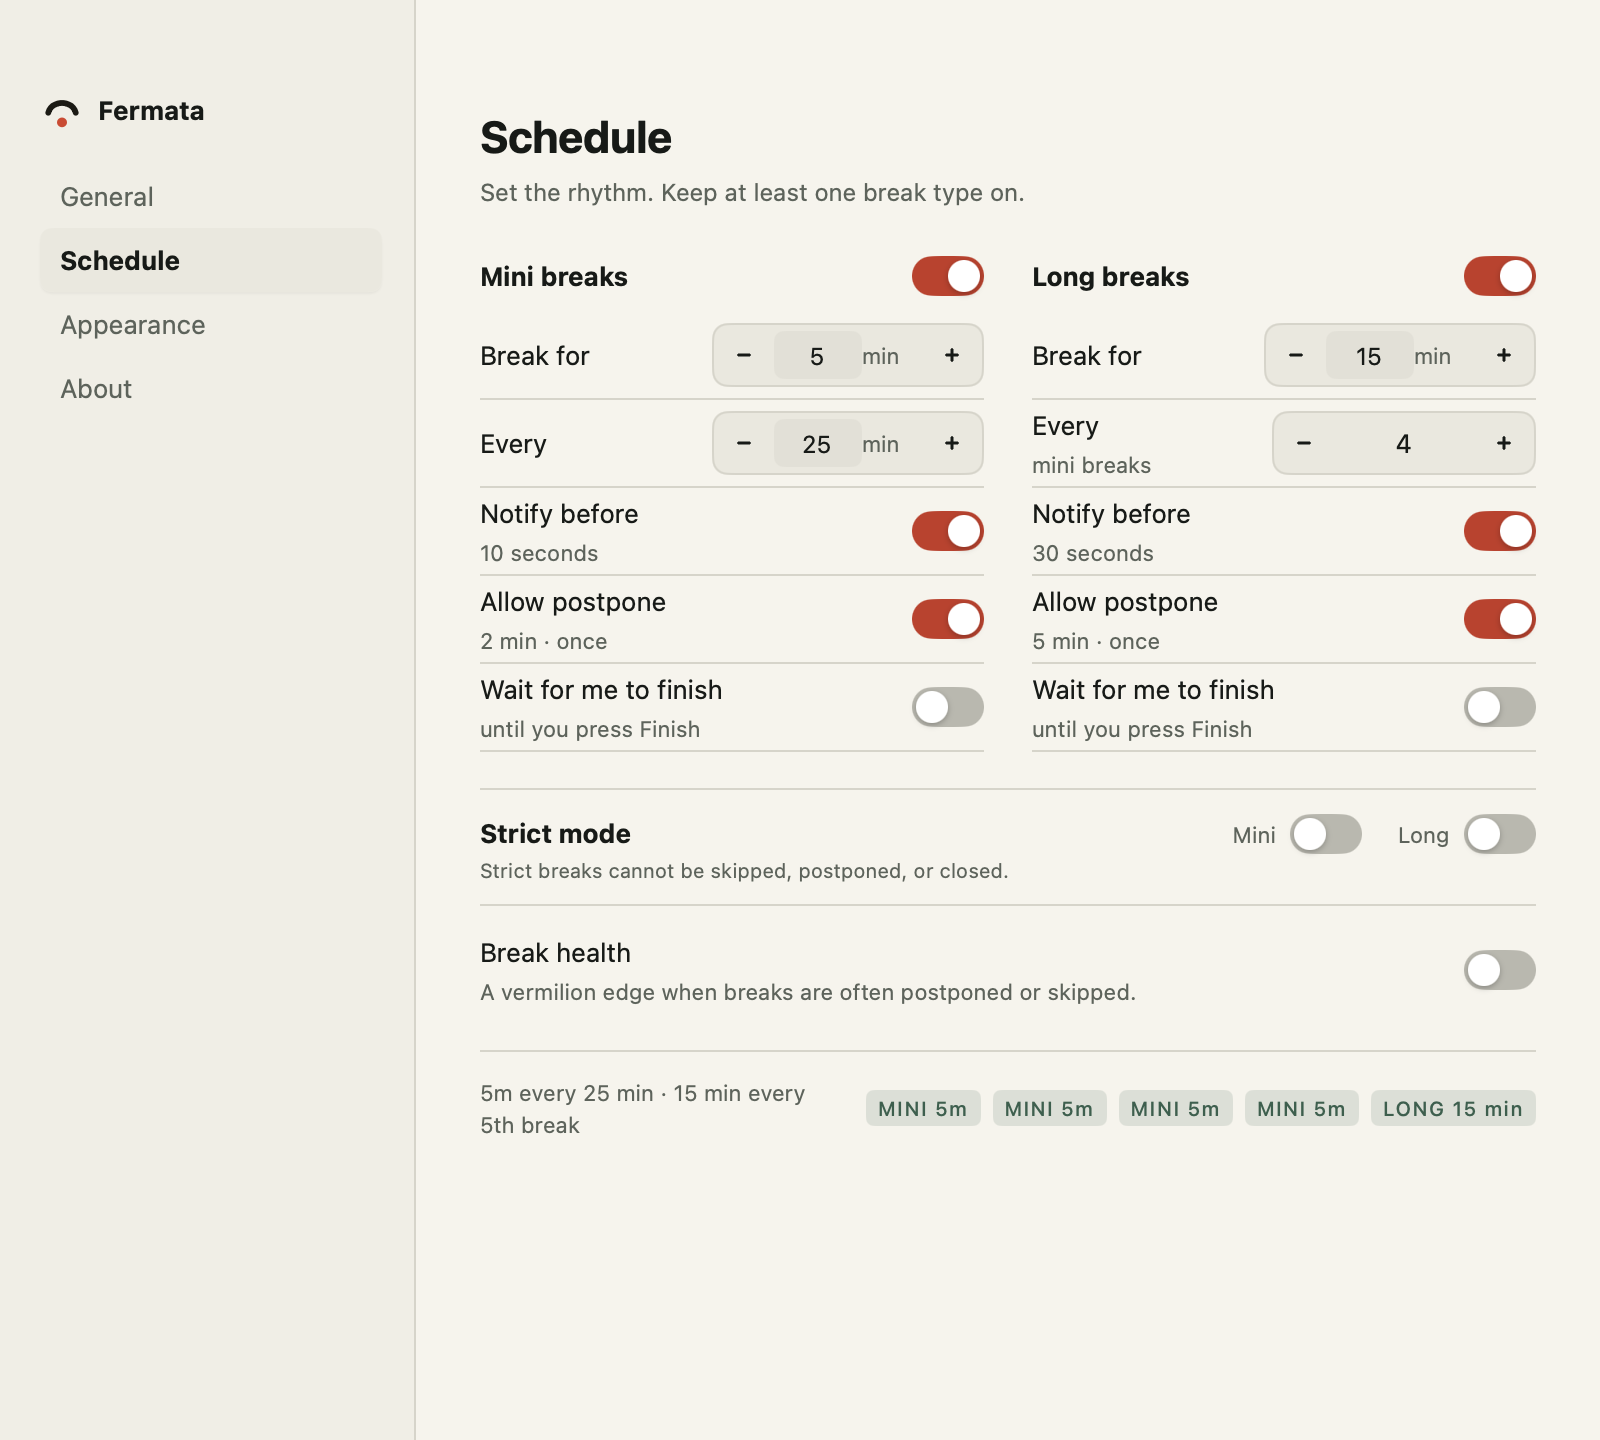 Fermata
General
Schedule
Appearance
About
Schedule
Set the rhythm. Keep at least one break type on.
Mini breaks
Break for
− 5 min +
Every
− 25 min +
Notify before
10 seconds
Allow postpone
2 min · once
Wait for me to finish
until you press Finish
Long breaks
Break for
− 15 min +
Every
mini breaks
− 4 +
Notify before
30 seconds
Allow postpone
5 min · once
Wait for me to finish
until you press Finish
Strict mode
Strict breaks cannot be skipped, postponed, or closed.
Mini
Long
Break health
A vermilion edge when breaks are often postponed or skipped.
5m every 25 min · 15 min every
5th break
MINI 5m MINI 5m MINI 5m MINI 5m LONG 15 min